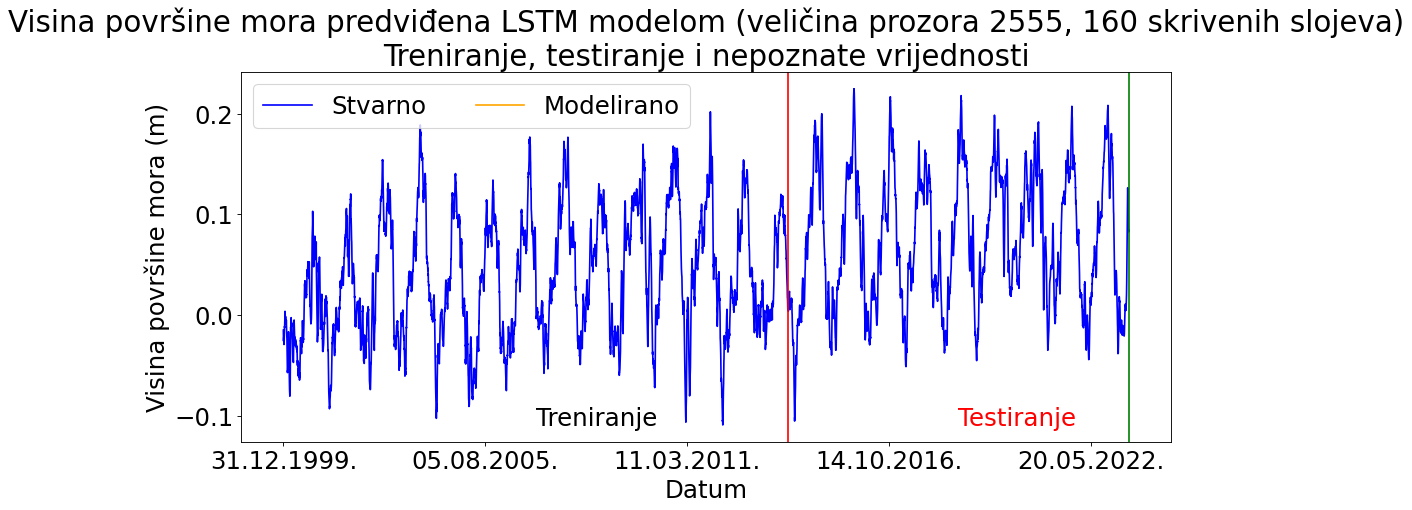 Visina površine mora predviđena LSTM modelom (veličina prozora 2555, 160 skrivenih slojeva)
Treniranje, testiranje i nepoznate vrijednosti
Stvarno
Modelirano
Visina površine mora (m)
0.2
0.1
0.0
−0.1
Treniranje
Testiranje
31.12.1999.
05.08.2005.
11.03.2011.
14.10.2016.
20.05.2022.
Datum